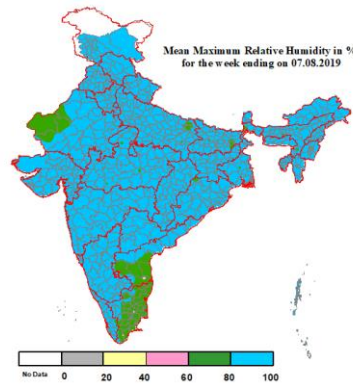 Mean Maximum Relative Humidity in %
for the week ending on 07.08.2019
No Data 0 20 40 60 80 100